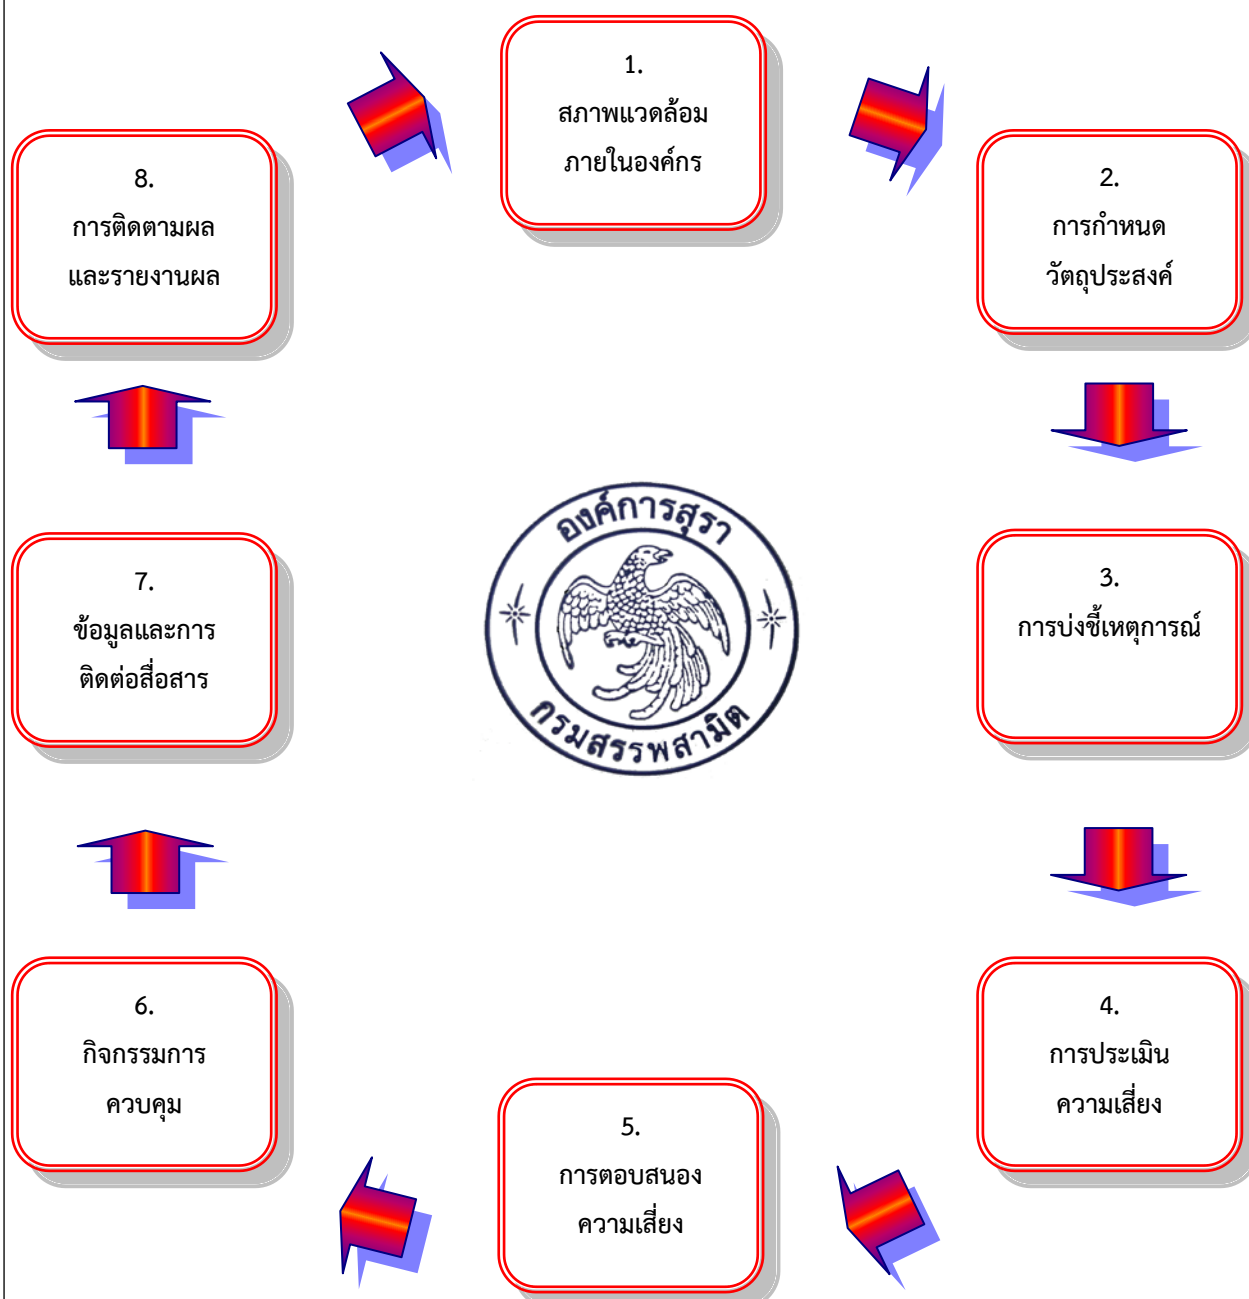 1.
สภาพแวดล้อม
ภายในองค์กร
2.
การกำหนด
วัตถุประสงค์
3.
การบ่งชี้เหตุการณ์
4.
การประเมิน
ความเสี่ยง
5.
การตอบสนอง
ความเสี่ยง
6.
กิจกรรมการ
ควบคุม
7.
ข้อมูลและการ
ติดต่อสื่อสาร
8.
การติดตามผล
และรายงานผล
องค์การสุรา
กรมสรรพสามิต